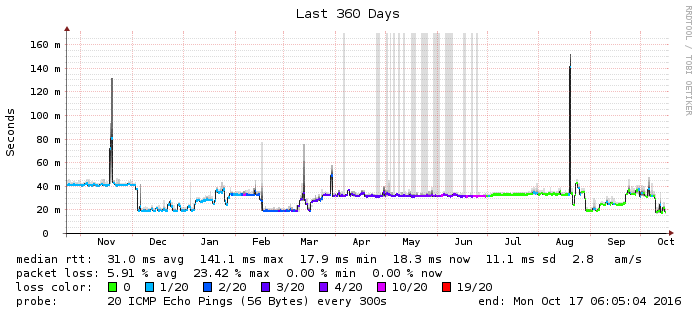 Last 360 Days
RRDTOOL / TOBI OETIKER
Seconds
160 m
140 m
120 m
100 m
80 m
60 m
40 m
20 m
0
Nov Dec Jan Feb Mar Apr May Jun Jul Aug Sep Oct
median rtt: 31.0 ms avg 141.1 ms max 17.9 ms min 18.3 ms now 11.1 ms sd 2.8 am/s
packet loss: 5.91 % avg 23.42 % max 0.00 % min 0.00 % now
loss color: 0 1/20 2/20 3/20 4/20 10/20 19/20
probe: 20 ICMP Echo Pings (56 Bytes) every 300s end: Mon Oct 17 06:05:04 2016